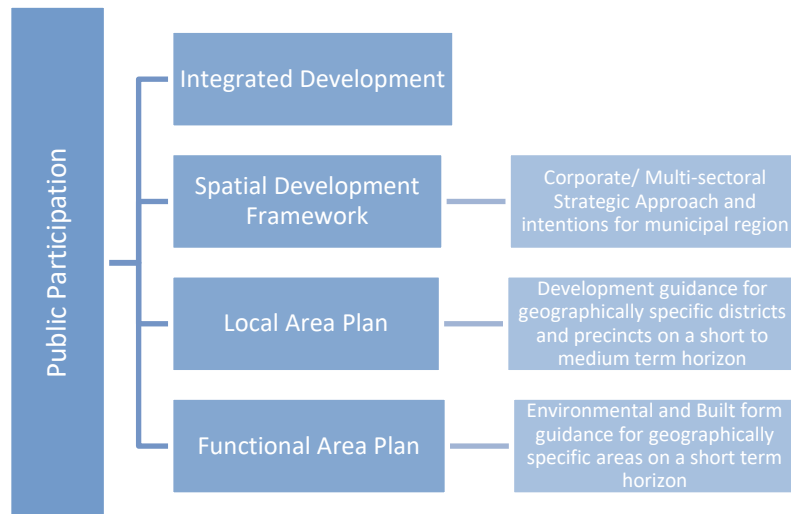 Public Participation
Integrated Development
Spatial Development
Framework
Corporate/ Multi-sectoral
Strategic Approach and
intentions for municipal region
Local Area Plan
Development guidance for
geographically specific districts
and precincts on a short to
medium term horizon
Functional Area Plan
Environmental and Built form
guidance for geographically
specific areas on a short term
horizon